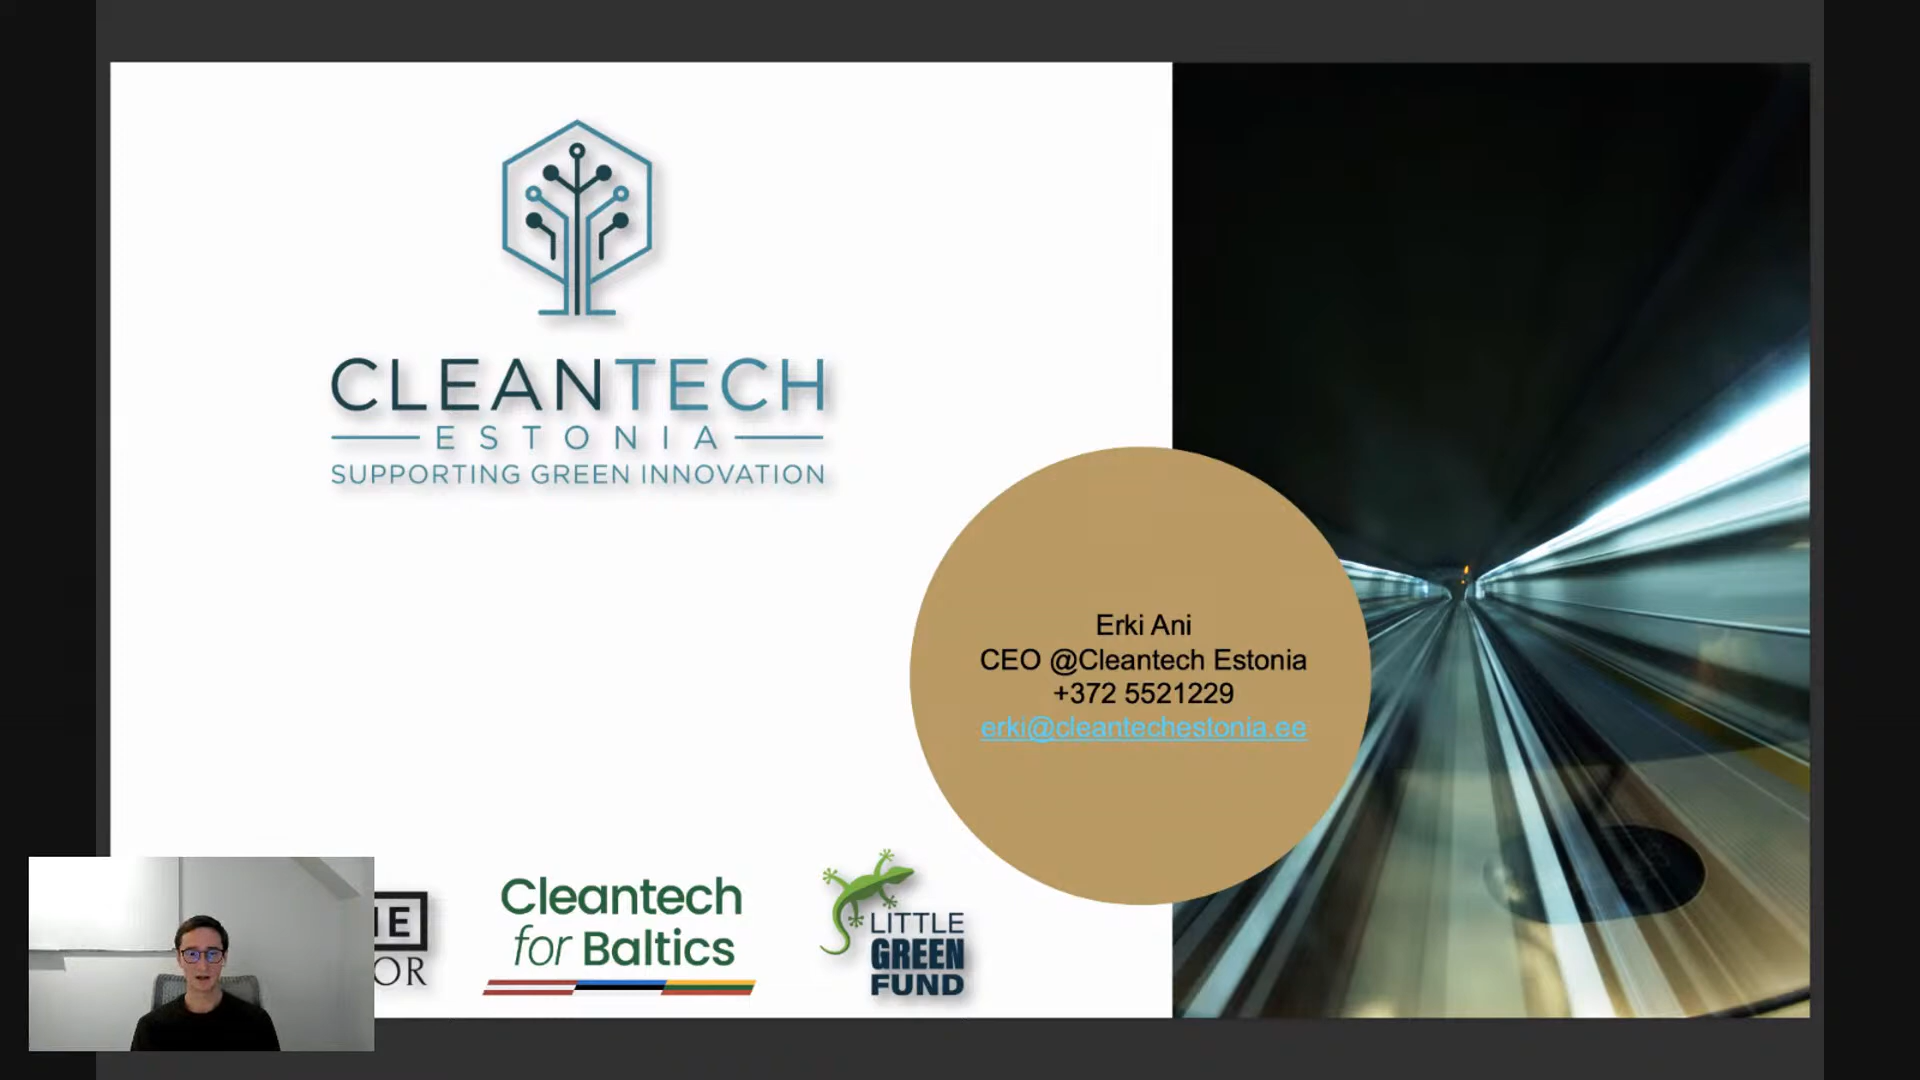 CLEANTECH
ESTONIA
SUPPORTING GREEN INNOVATION
Erki Ani
CEO @Cleantech Estonia
+372 5521229
erki@cleantechestonia.ee
Cleantech
for Baltics
LITTLE
GREEN
FUND